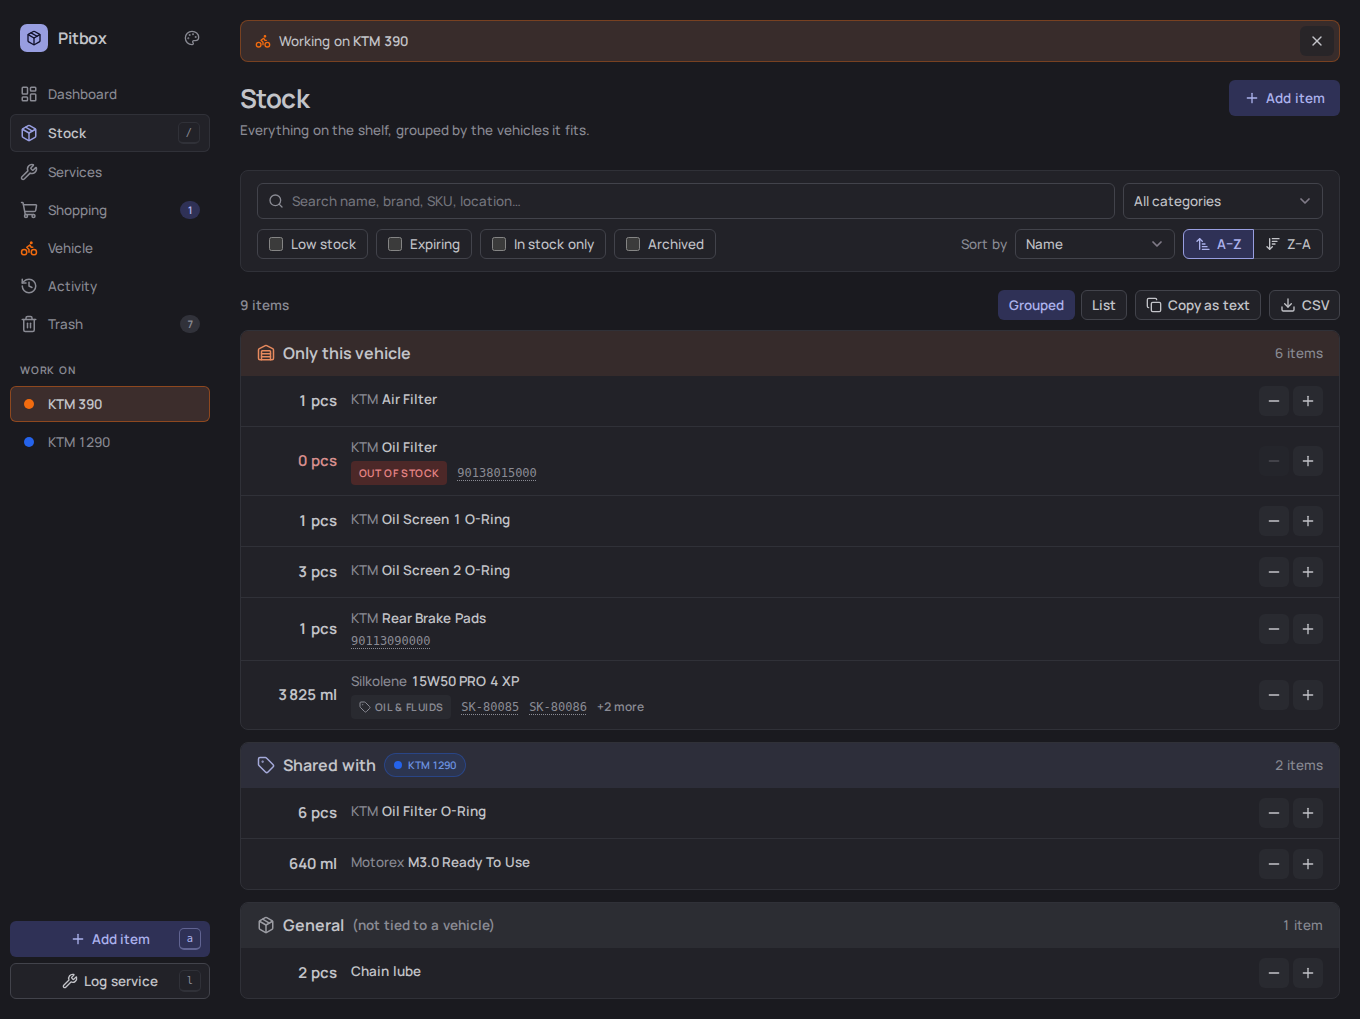 Pitbox
Dashboard
Stock /
Services
Shopping 1
Vehicle
Activity
Trash 7
WORK ON
KTM 390
KTM 1290
Add item a
Log service l
Working on KTM 390
Stock
Add item
Everything on the shelf, grouped by the vehicles it fits.
Search name, brand, SKU, location...
All categories
Low stock
Expiring
In stock only
Archived
Sort by
Name
A–Z
Z–A
9 items
Grouped
List
Copy as text
CSV
Only this vehicle
6 items
1 pcs KTM Air Filter
0 pcs KTM Oil Filter
OUT OF STOCK 90138015000
1 pcs KTM Oil Screen 1 O-Ring
3 pcs KTM Oil Screen 2 O-Ring
1 pcs KTM Rear Brake Pads
90113090000
3 825 ml Silkolene 15W50 PRO 4 XP
OIL & FLUIDS SK-80085 SK-80086 +2 more
Shared with KTM 1290
2 items
6 pcs KTM Oil Filter O-Ring
640 ml Motorex M3.0 Ready To Use
General (not tied to a vehicle)
1 item
2 pcs Chain lube